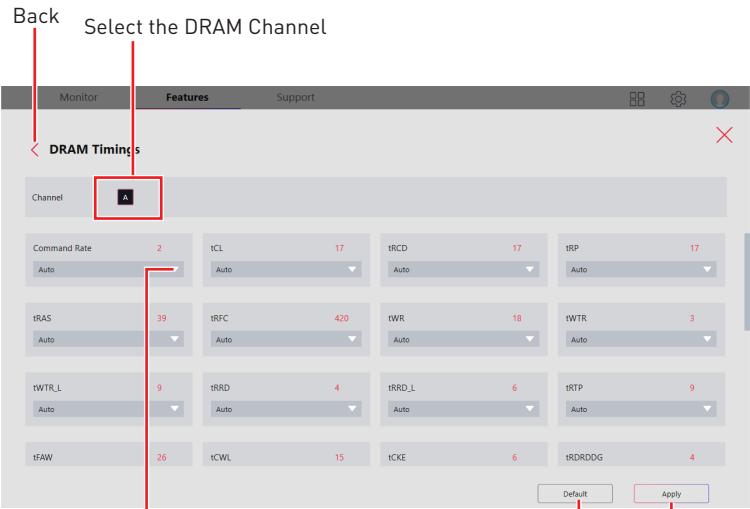 Back
Select the DRAM Channel
Monitor Features Support
DRAM Timings
Channel A
Command Rate 2 tCL 17 tRCD 17 tRP 17
Auto Auto Auto Auto
tRAS 39 tRFC 420 tWR 18 tWTR 3
Auto Auto Auto Auto
tWTR_L 9 tRRD 4 tRRD_L 6 tRTP 9
Auto Auto Auto Auto
tFAW 26 tCWL 15 tCKE 6 tRDRDDG 4
Default Apply